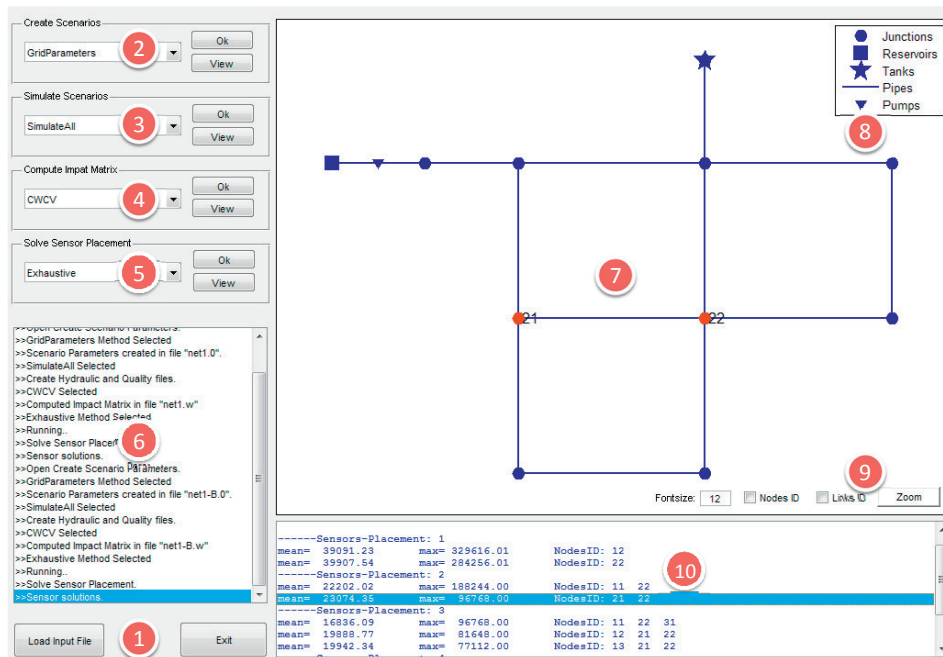 Create Scenarios
GridParameters
2
Ok
View
Simulate Scenarios
SimulateAll
3
Ok
View
Compute Impat Matrix
CWCV
4
Ok
View
Solve Sensor Placement
Exhaustive
5
Ok
View
>>Open Create Scenario Parameters.
>>GridParameters Method Selected
>>Scenario Parameters created in file "net1.0".
>>SimulateAll Selected
>>Create Hydraulic and Quality files.
>>CWCV Selected
>>Computed Impact Matrix in file "net1.w"
>>Exhaustive Method Selected
>>Running..
>>Solve Sensor
6
>>Sensor solutions.
>>Open Create Scenario Parameters.
>>GridParameters Method Selected
>>Scenario Parameters created in file "net1-B.0".
>>SimulateAll Selected
>>Create Hydraulic and Quality files.
>>CWCV Selected
>>Computed Impact Matrix in file "net1-B.w"
>>Exhaustive Method Selected
>>Running..
>>Solve Sensor Placement.
>>Sensor solutions.
Load Input File
1
Exit
Junctions
Reservoirs
Tanks
Pipes
Pumps
8
7
21
22
9
Fontsize: 12 Nodes ID Links ID Zoom
------Sensors-Placement: 1
mean= 39091.23 max= 329616.01 NodesID: 12
mean= 39907.54 max= 284256.01 NodesID: 22
------Sensors-Placement: 2
mean= 22202.02 max= 188244.00 NodesID: 11 22
10
mean= 23074.35 max= 96768.00 NodesID: 21 22
------Sensors-Placement: 3
mean= 16836.09 max= 96768.00 NodesID: 11 22 31
mean= 19888.77 max= 81648.00 NodesID: 12 21 22
mean= 19942.34 max= 77112.00 NodesID: 13 21 22